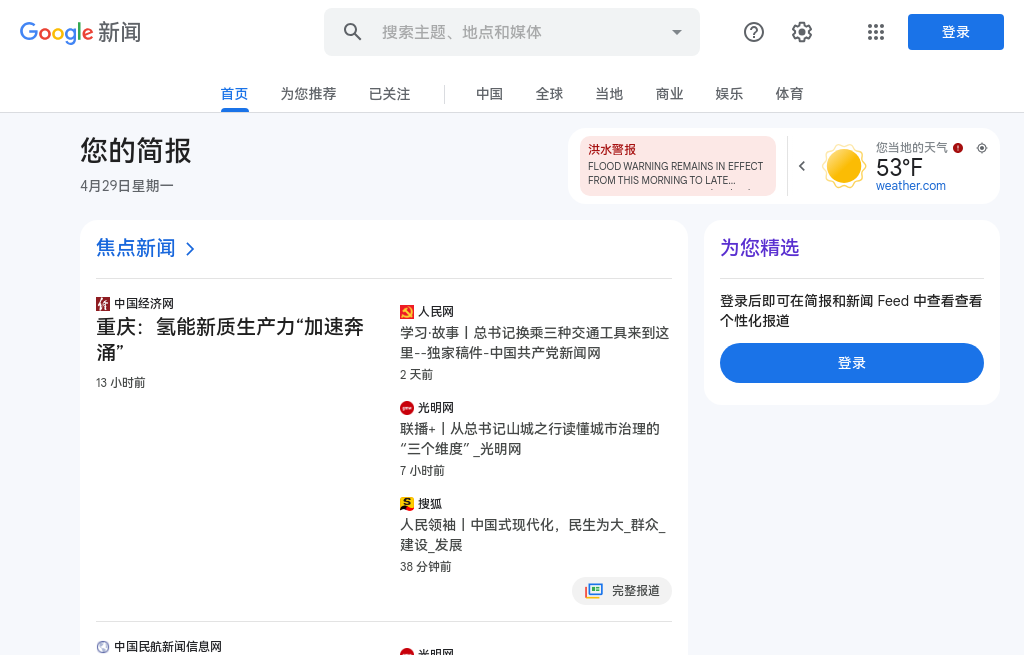 Google 新闻
搜索主题、地点和媒体
登录
首页
为您推荐
已关注
中国
全球
当地
商业
娱乐
体育
您的简报
4月29日星期一
洪水警报
FLOOD WARNING REMAINS IN EFFECT
FROM THIS MORNING TO LATE...
您当地的天气
53°F
weather.com
焦点新闻
中国经济网
重庆：氢能新质生产力“加速奔
涌”
13 小时前
人民网
学习·故事丨总书记换乘三种交通工具来到这
里--独家稿件-中国共产党新闻网
2 天前
光明网
联播+丨从总书记山城之行读懂城市治理的
“三个维度” _光明网
7 小时前
搜狐
人民领袖丨中国式现代化，民生为大_群众_
建设_发展
38 分钟前
完整报道
中国民航新闻信息网
光明网
为您精选
登录后即可在简报和新闻 Feed 中查看查看
个性化报道
登录